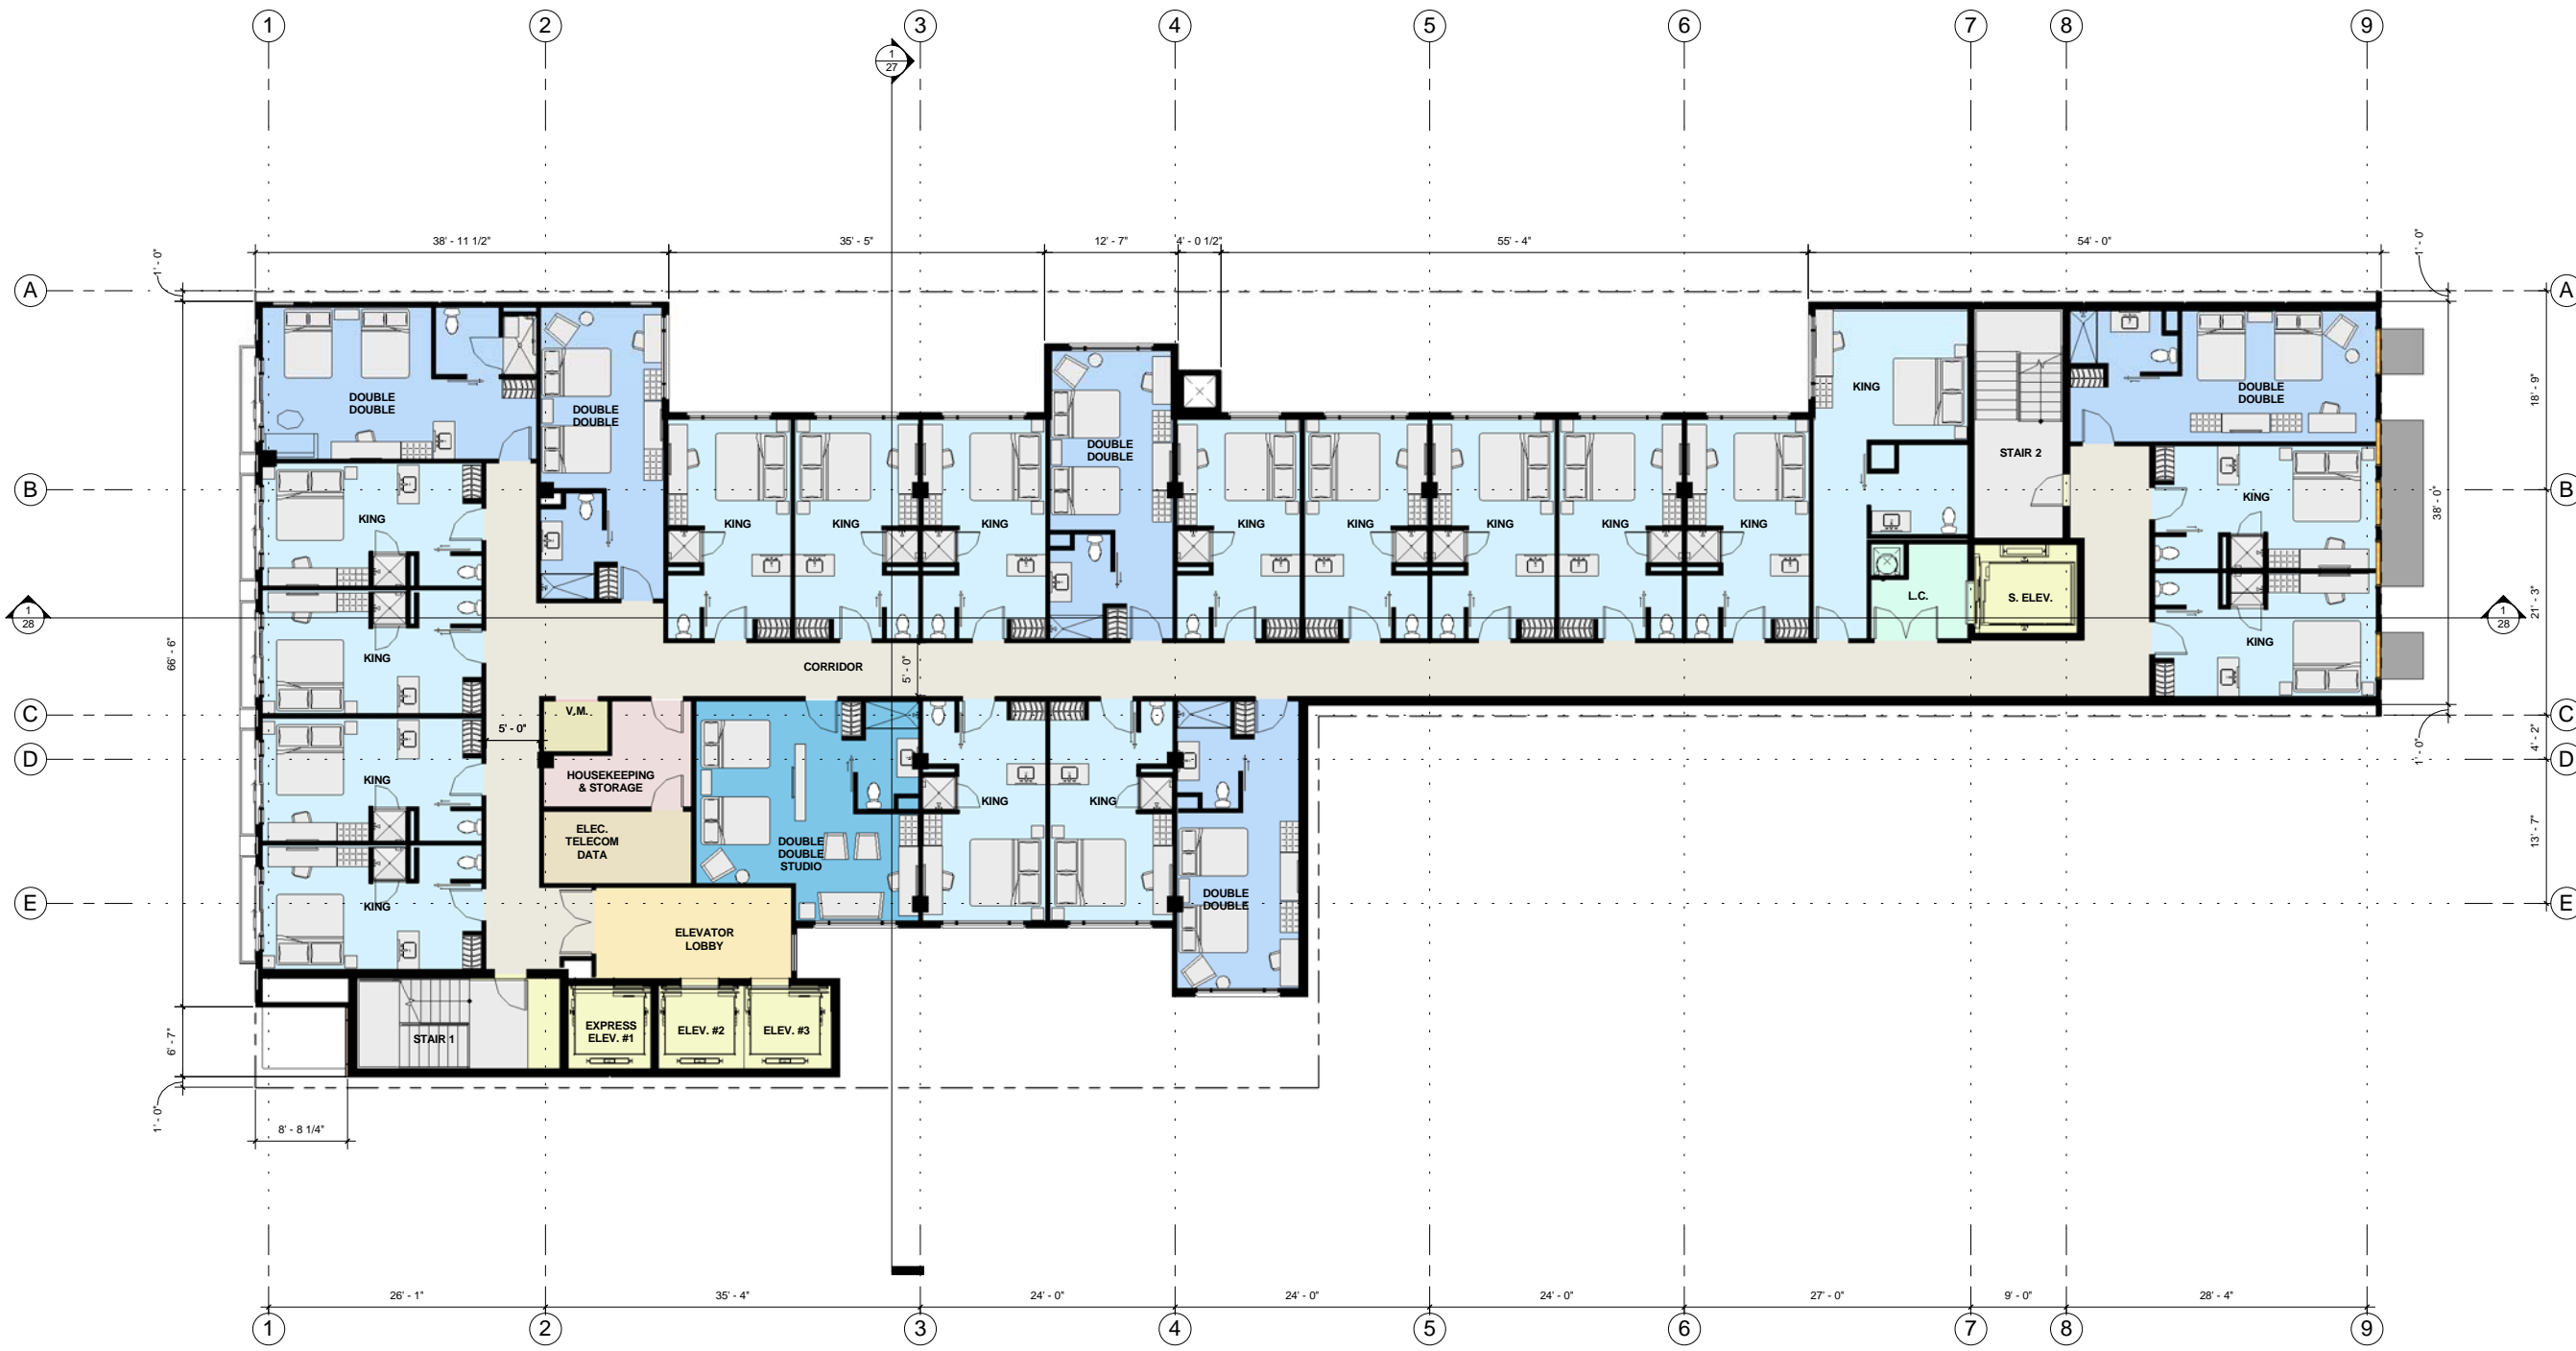 1 2 3 4 5 6 7 8 9
1
27
38' - 11 1/2" 35' - 5" 12' - 7" 4' - 0 1/2" 55' - 4" 54' - 0"
1' - 0" 1' - 0"
A A
18' - 9"
KING
DOUBLE
DOUBLE
DOUBLE
DOUBLE
DOUBLE
DOUBLE
DOUBLE
DOUBLE
STAIR 2
B B
38' - 0"
KING KING KING KING KING KING KING KING KING KING
L.C. S. ELEV.
21' - 3"
1
28
1
28
66' - 6"
KING KING
CORRIDOR 5' - 0"
V.M.
C C
5' - 0"
4' - 2"
1' - 0"
D D
KING
HOUSEKEEPING
& STORAGE
KING KING
ELEC.
TELECOM
DATA
DOUBLE
DOUBLE
STUDIO
13' - 7"
DOUBLE
DOUBLE
E E
KING
ELEVATOR
LOBBY
EXPRESS
ELEV. #1
ELEV. #2 ELEV. #3
STAIR 1
6' - 7"
1' - 0"
8' - 8 1/4"
26' - 1" 35' - 4" 24' - 0" 24' - 0" 24' - 0" 27' - 0" 9' - 0" 28' - 4"
1 2 3 4 5 6 7 8 9